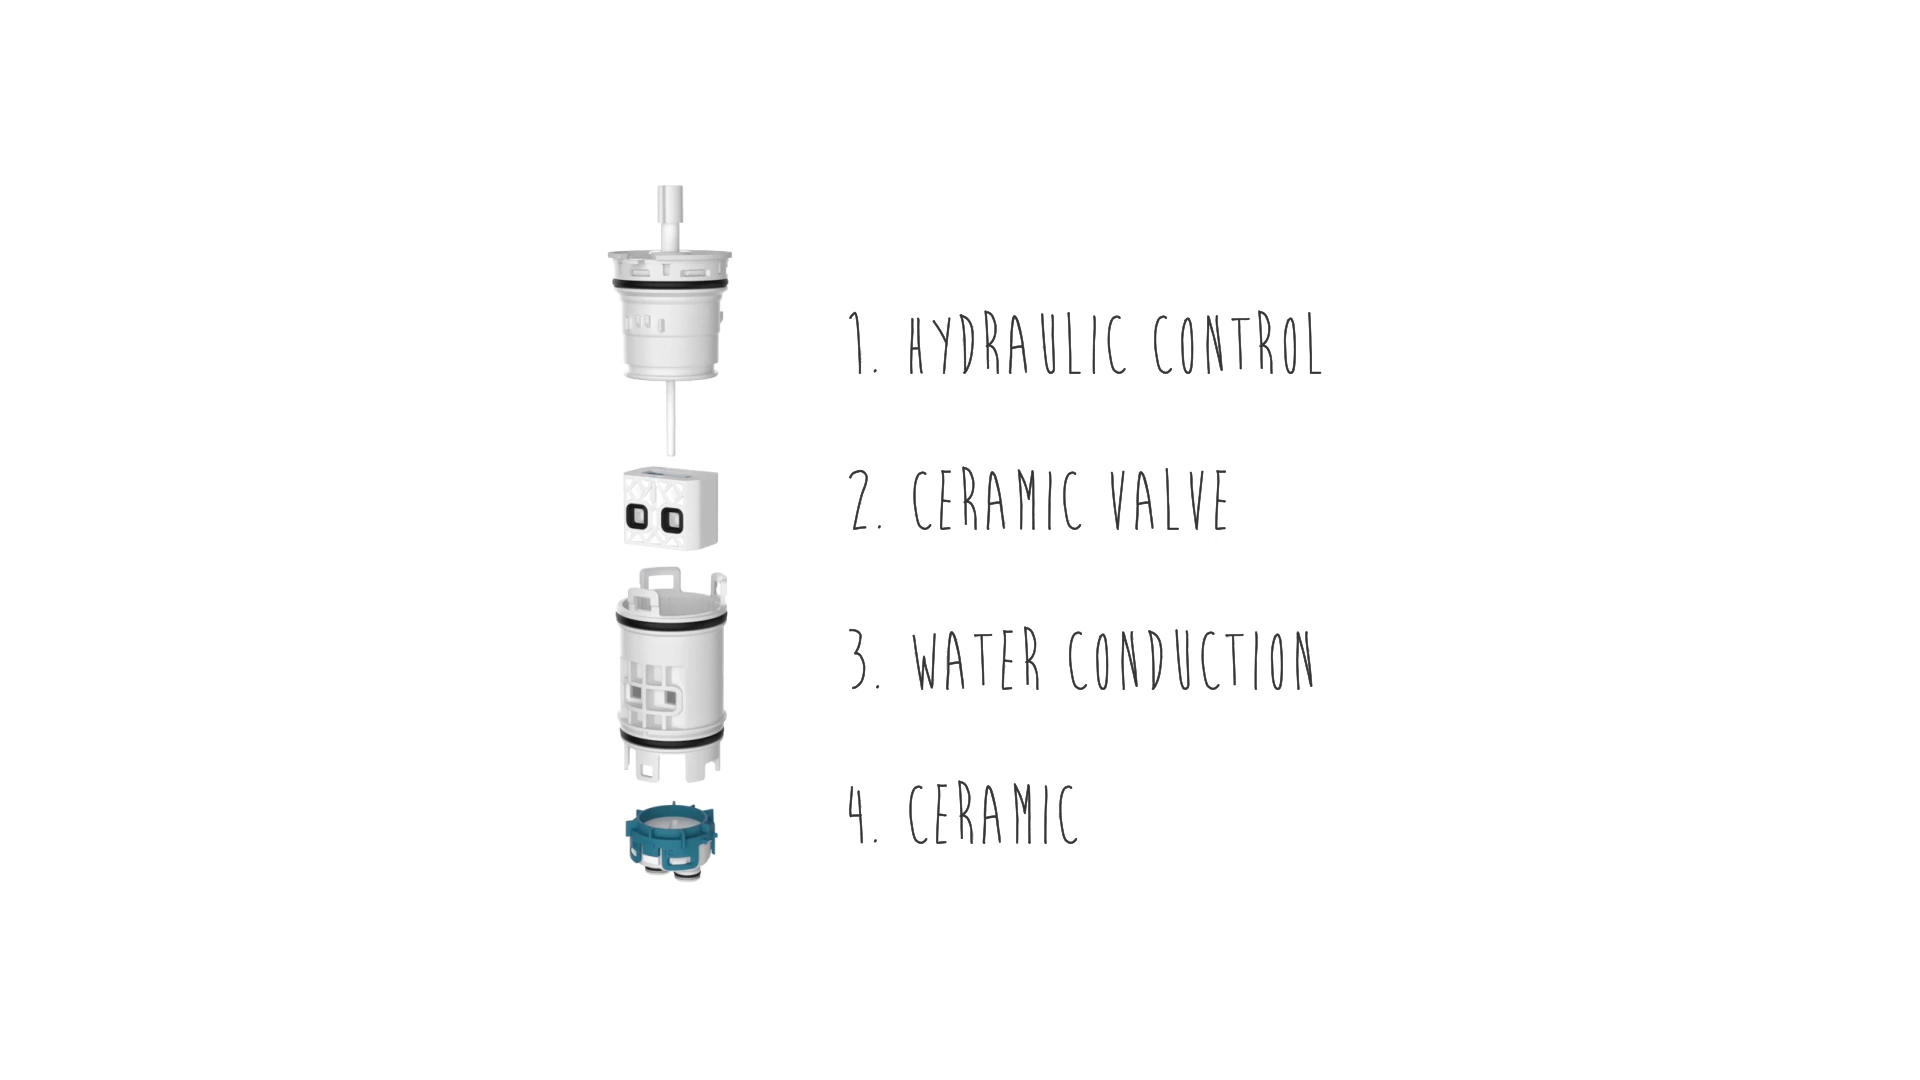 1. HYDRAULIC CONTROL
2. CERAMIC VALVE
3. WATER CONDUCTION
4. CERAMIC